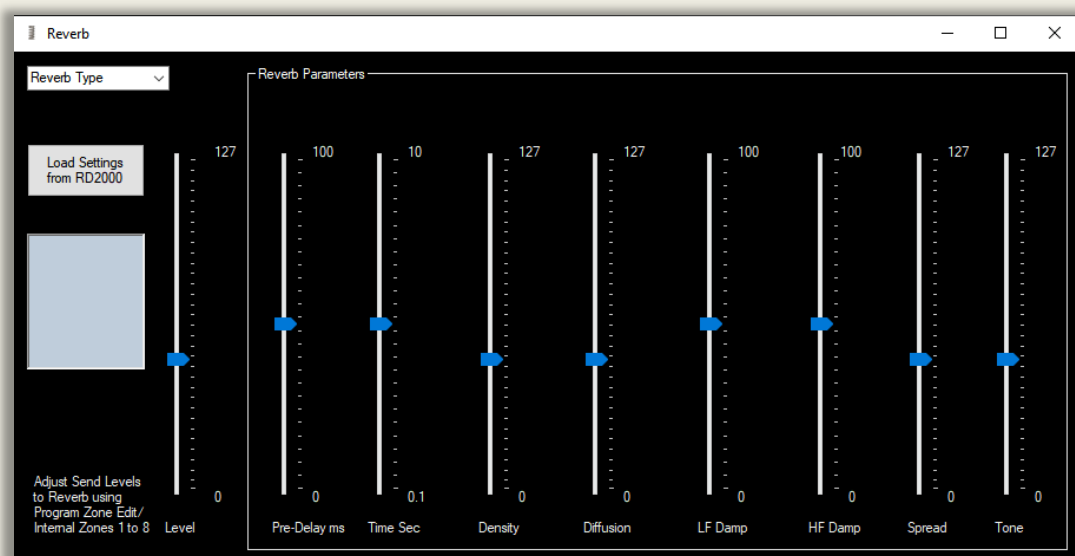 Reverb
Reverb Type
Reverb Parameters
Load Settings
from RD2000
127
100
10
127
127
100
100
127
127
0
0
0.1
0
0
0
0
0
0
Adjust Send Levels
to Reverb using
Program Zone Edit/
Internal Zones 1 to 8
Level
Pre-Delay ms
Time Sec
Density
Diffusion
LF Damp
HF Damp
Spread
Tone